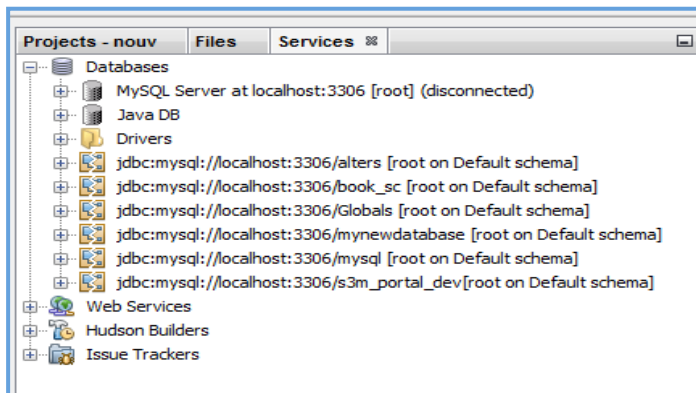 Projects - nouv Files Services
Databases
MySQL Server at localhost:3306 [root] (disconnected)
Java DB
Drivers
jdbc:mysql://localhost:3306/alters [root on Default schema]
jdbc:mysql://localhost:3306/book_sc [root on Default schema]
jdbc:mysql://localhost:3306/Globals [root on Default schema]
jdbc:mysql://localhost:3306/mynewdatabase [root on Default schema]
jdbc:mysql://localhost:3306/mysql [root on Default schema]
jdbc:mysql://localhost:3306/s3m_portal_dev[root on Default schema]
Web Services
Hudson Builders
Issue Trackers